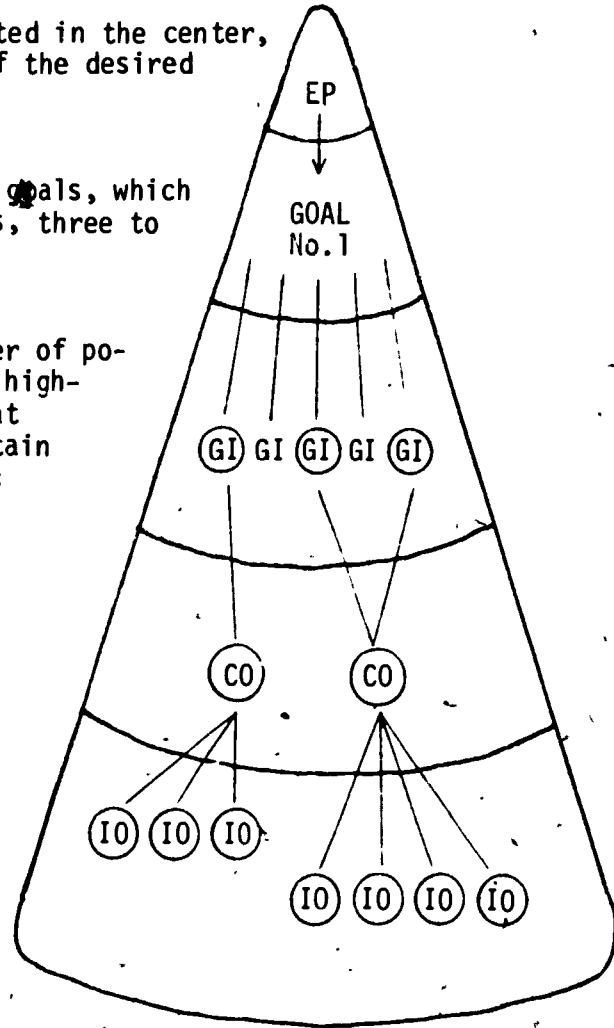 ted in the center,
f the desired
goals, which
s, three to
er of po-
high-
at
tain
EP
GOAL
No.1
GI GI GI GI GI
CO CO
IO IO IO
IO IO IO IO